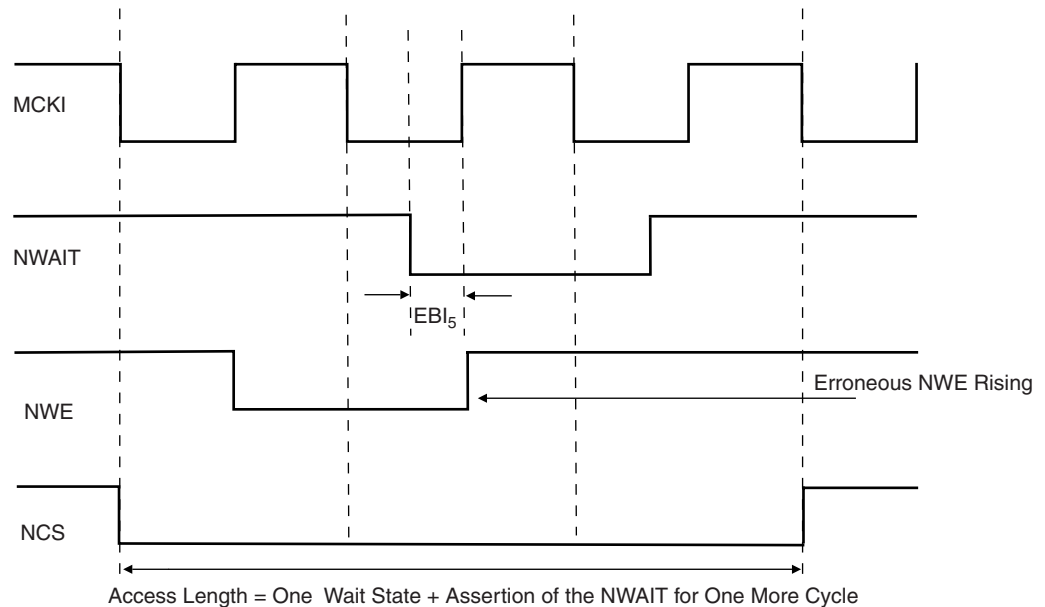 MCKI
NWAIT
EBI5
Erroneous NWE Rising
NWE
NCS
Access Length = One Wait State + Assertion of the NWAIT for One More Cycle